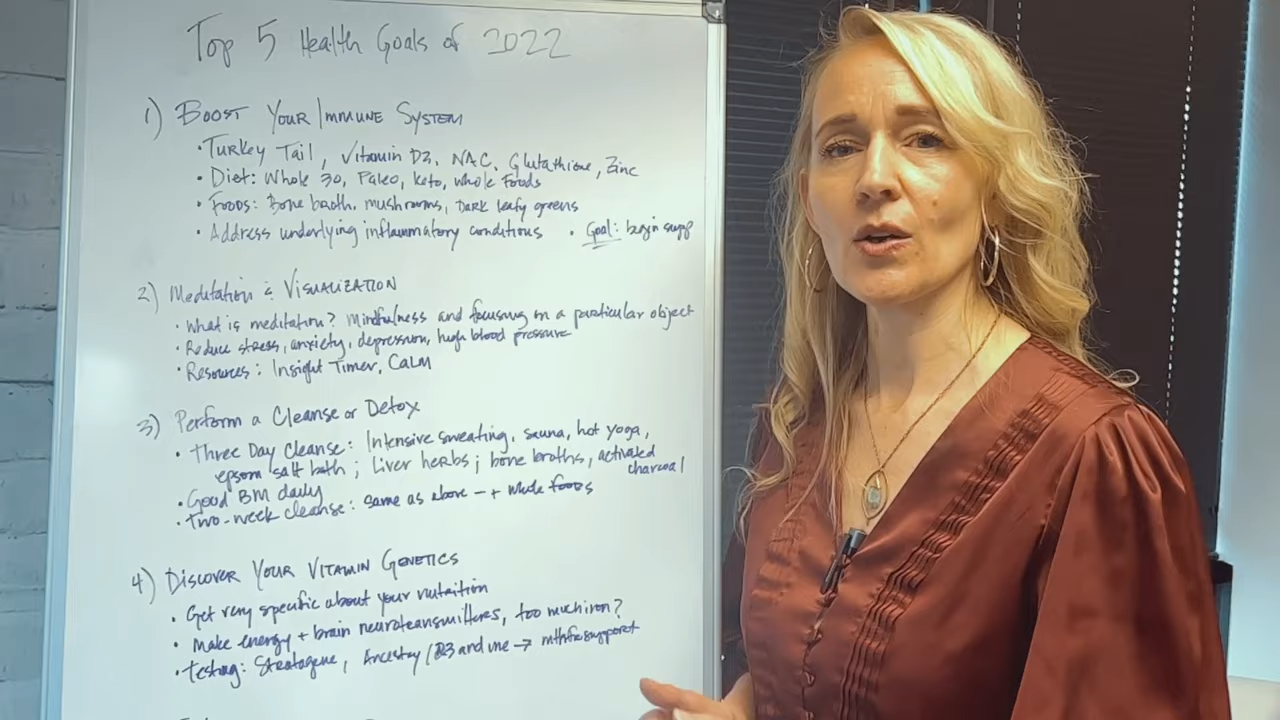 Top 5 Health Goals of 2022
1) Boost Your Immune System
• Turkey Tail, Vitamin D3, NAC, Glutathione, Zinc
• Diet: Whole 30, Paleo, keto, whole Foods
• Foods: Bone broth, mushrooms, Dark leafy greens
• Address underlying inflammatory conditions • Goal: begin supp
2) Meditation & Visualization
• What is meditation? Mindfulness and focusing on a particular object
• Reduce stress, anxiety, depression, high blood pressure
• Resources: Insight Timer, Calm
3) Perform a Cleanse or Detox
• Three Day Cleanse: Intensive sweating, sauna, hot yoga,
epsom salt bath; Liver herbs; bone broths, activated
charcoal
• Good BM daily
• Two-week cleanse: same as above — + whole foods
4) Discover Your Vitamin Genetics
• Get very specific about your nutrition
• Make energy + brain neurotransmitters, too much iron?
• Testing: Strategene, Ancestry / 23 and me →